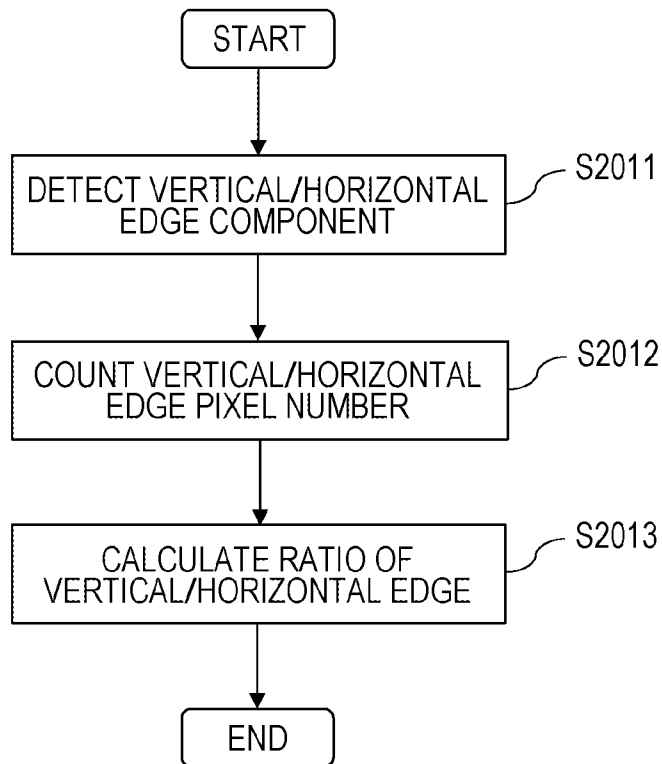 START
DETECT VERTICAL/HORIZONTAL
EDGE COMPONENT
S2011
COUNT VERTICAL/HORIZONTAL
EDGE PIXEL NUMBER
S2012
CALCULATE RATIO OF
VERTICAL/HORIZONTAL EDGE
S2013
END